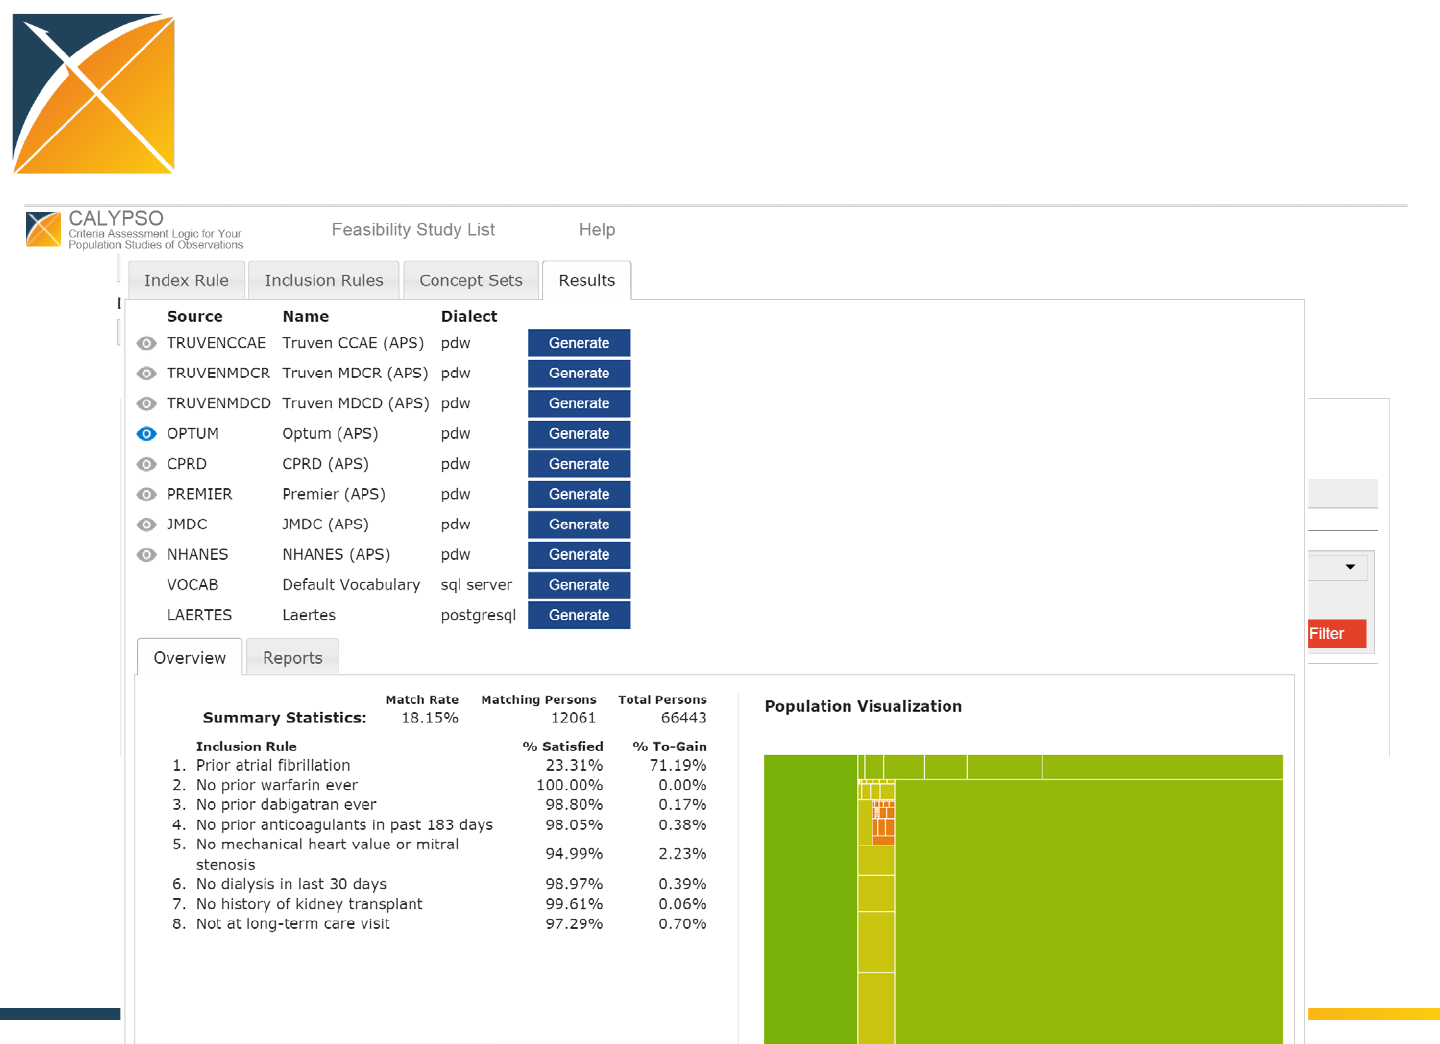 CALYPSO
Criteria Assessment Logic for Your
Population Studies of Observations
Feasibility Study List
Help
Index Rule
Inclusion Rules
Concept Sets
Results
Source Name Dialect
TRUVENCCAE Truven CCAE (APS) pdw Generate
TRUVENMDCR Truven MDCR (APS) pdw Generate
TRUVENMDCD Truven MDCD (APS) pdw Generate
OPTUM Optum (APS) pdw Generate
CPRD CPRD (APS) pdw Generate
PREMIER Premier (APS) pdw Generate
JMDC JMDC (APS) pdw Generate
NHANES NHANES (APS) pdw Generate
VOCAB Default Vocabulary sql server Generate
LAERTES Laertes postgresql Generate
Filter
Overview
Reports
Match Rate Matching Persons Total Persons
Summary Statistics: 18.15% 12061 66443
Inclusion Rule % Satisfied % To-Gain
1. Prior atrial fibrillation 23.31% 71.19%
2. No prior warfarin ever 100.00% 0.00%
3. No prior dabigatran ever 98.80% 0.17%
4. No prior anticoagulants in past 183 days 98.05% 0.38%
5. No mechanical heart value or mitral
stenosis 94.99% 2.23%
6. No dialysis in last 30 days 98.97% 0.39%
7. No history of kidney transplant 99.61% 0.06%
8. Not at long-term care visit 97.29% 0.70%
Population Visualization